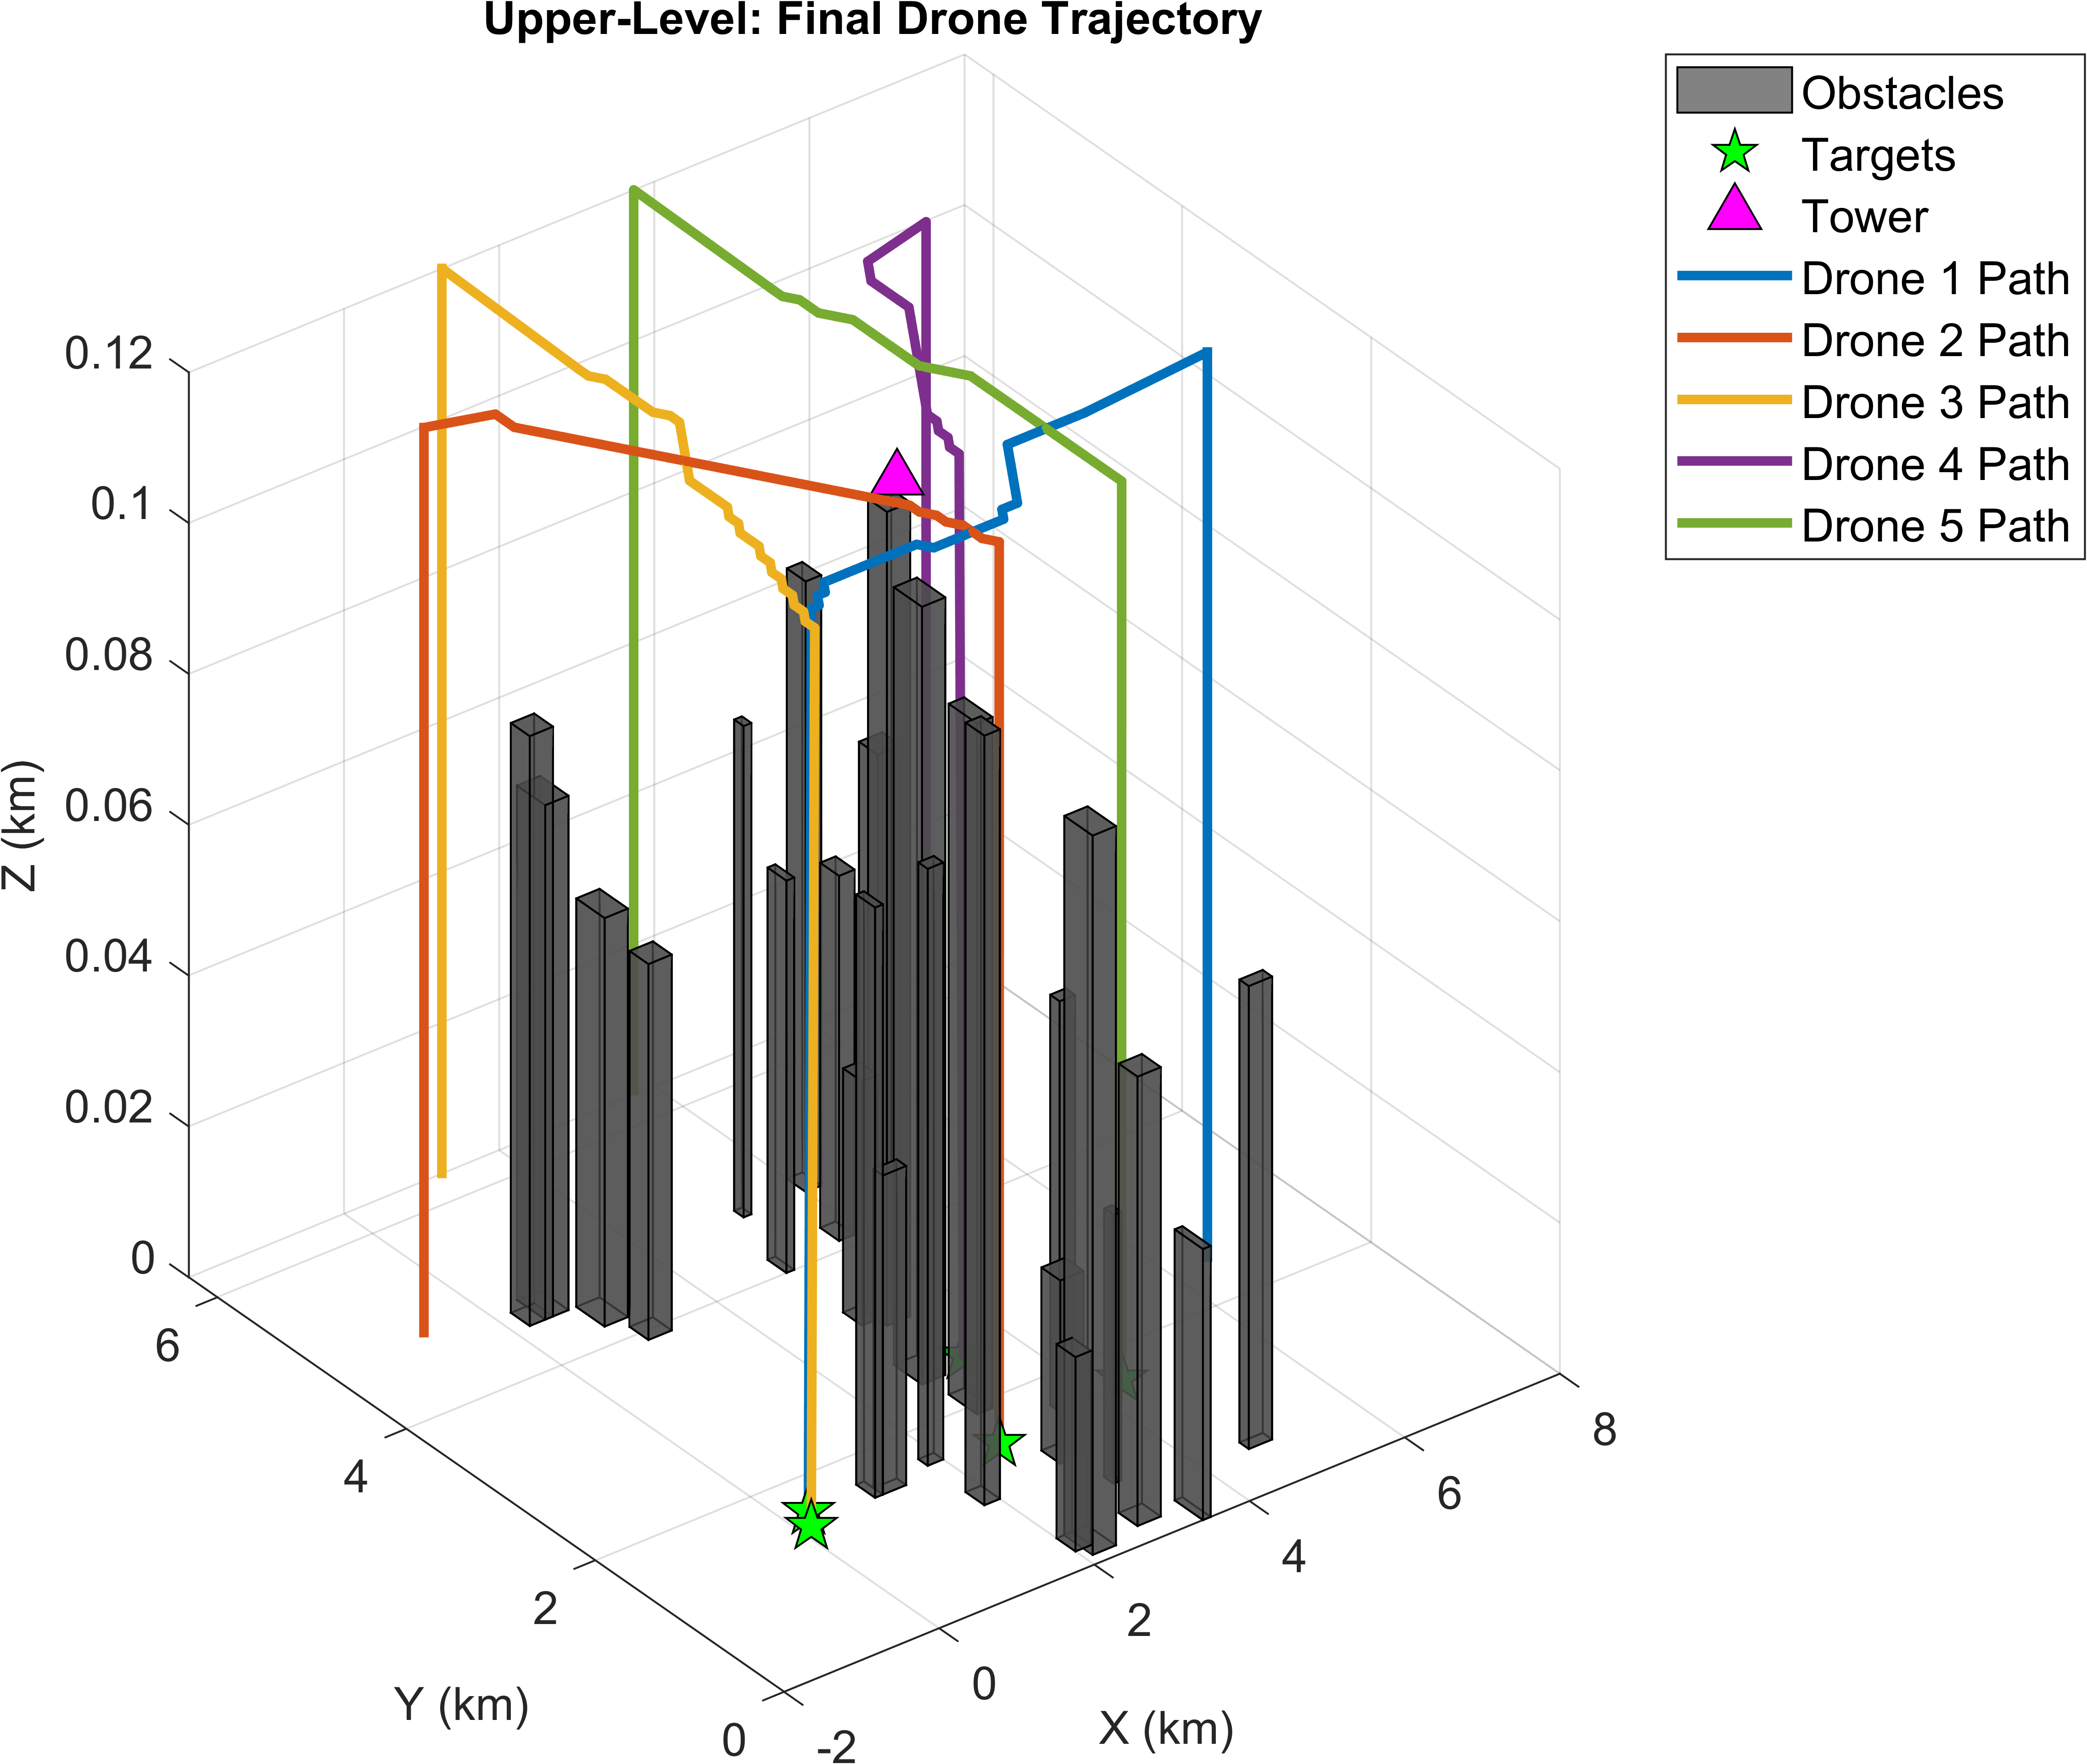 Upper-Level: Final Drone Trajectory
Obstacles
Targets
Tower
Drone 1 Path
Drone 2 Path
Drone 3 Path
Drone 4 Path
Drone 5 Path
0.12
0.1
0.08
0.06
0.04
0.02
0
Z (km)
6
4
2
0
Y (km)
-2
0
2
4
6
8
X (km)